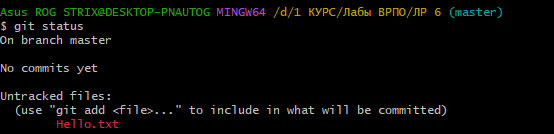 Asus ROG STRIX@DESKTOP-PNAUTOG MINGW64 /d/1 КУРС/Лабы ВРПО/ЛР 6 (master)
$ git status
On branch master
No commits yet
Untracked files:
(use "git add <file>..." to include in what will be committed)
Hello.txt